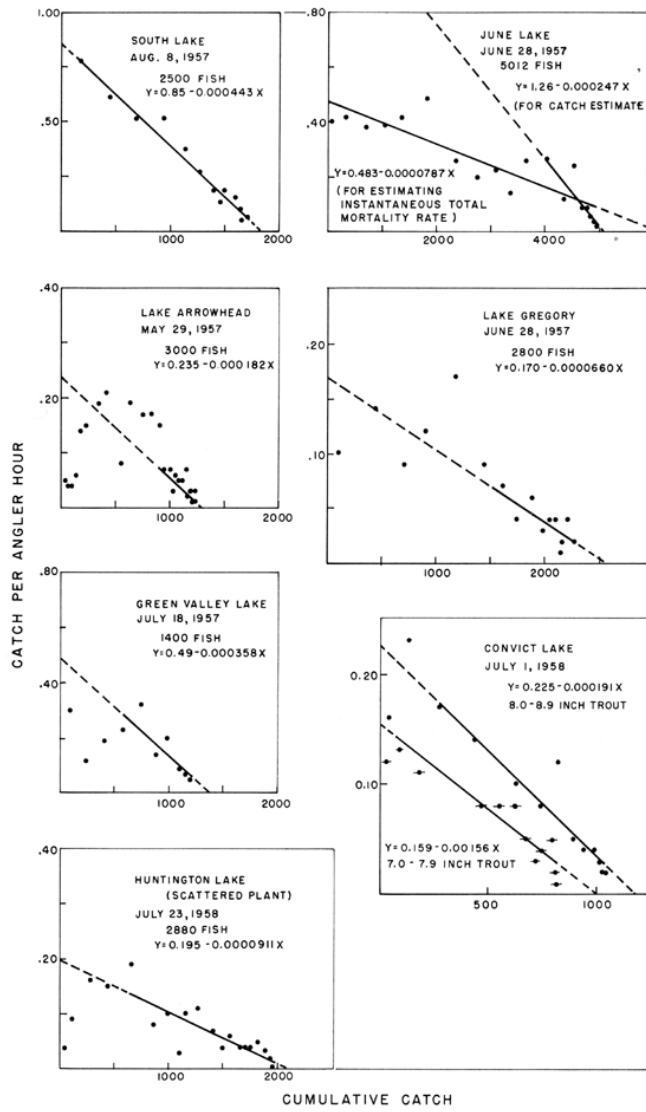 CATCH PER ANGLER HOUR
SOUTH LAKE
AUG. 8, 1957
2500 FISH
Y=0.85-0.000443X
1.00
.50
1000
2000
JUNE LAKE
JUNE 28, 1957
5012 FISH
Y=1.26-0.000247X
(FOR CATCH ESTIMATE
Y=0.483-0.0000787X
(FOR ESTIMATING
INSTANTANEOUS TOTAL
MORTALITY RATE)
.80
.40
2000
4000
LAKE ARROWHEAD
MAY 29, 1957
3000 FISH
Y=0.235-0.000182X
.40
.20
1000
2000
LAKE GREGORY
JUNE 28, 1957
2800 FISH
Y=0.170-0.0000660X
.20
.10
1000
2000
GREEN VALLEY LAKE
JULY 18, 1957
1400 FISH
Y=0.49-0.000358X
.80
.40
1000
2000
CONVICT LAKE
JULY 1, 1958
Y=0.225-0.000191X
8.0-8.9 INCH TROUT
Y=0.159-0.00156X
7.0-7.9 INCH TROUT
0.20
0.10
500
1000
HUNTINGTON LAKE
(SCATTERED PLANT)
JULY 23, 1958
2880 FISH
Y=0.195-0.0000911X
.40
.20
1000
2000
CUMULATIVE CATCH